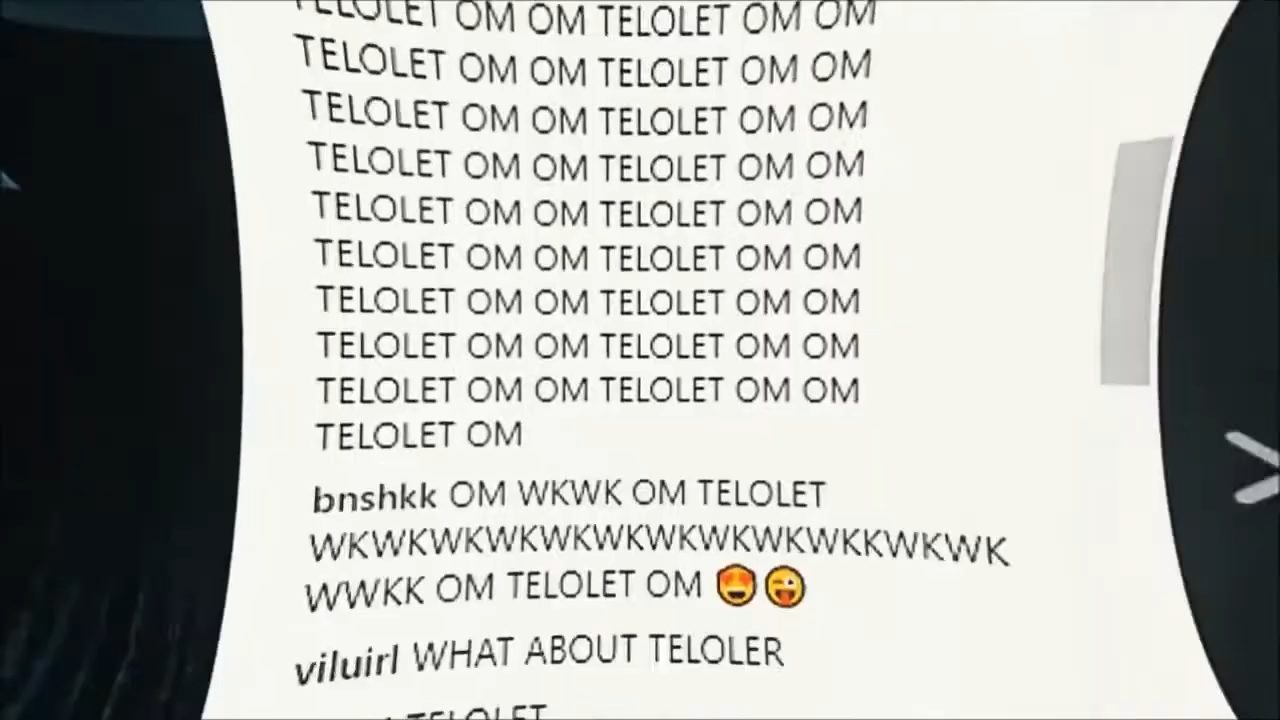 TELOLET OM OM TELOLET OM OM
TELOLET OM OM TELOLET OM OM
TELOLET OM OM TELOLET OM OM
TELOLET OM OM TELOLET OM OM
TELOLET OM OM TELOLET OM OM
TELOLET OM OM TELOLET OM OM
TELOLET OM OM TELOLET OM OM
TELOLET OM OM TELOLET OM OM
TELOLET OM OM TELOLET OM OM
TELOLET OM
bnshkk OM WKWK OM TELOLET
WKWKWKWKWKWKWKWKWKWKKWKWK
WWKK OM TELOLET OM 😍😜
viluirl WHAT ABOUT TELOLER
TELOLET